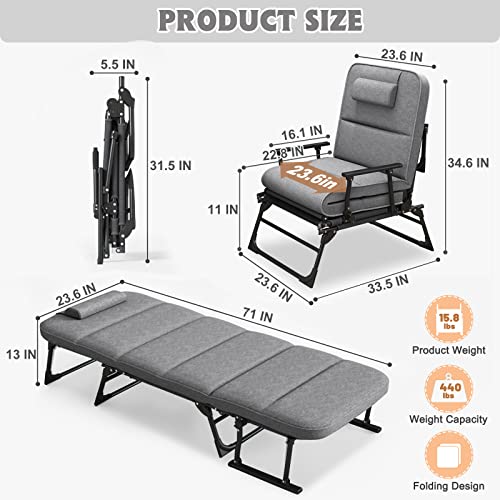 PRODUCT SIZE
5.5 IN
31.5 IN
23.6 IN
16.1 IN
22.8 IN
23.6in
34.6 IN
11 IN
23.6 IN
33.5 IN
23.6 IN
71 IN
13 IN
15.8
lbs
Product Weight
440
lbs
Weight Capacity
Folding Design